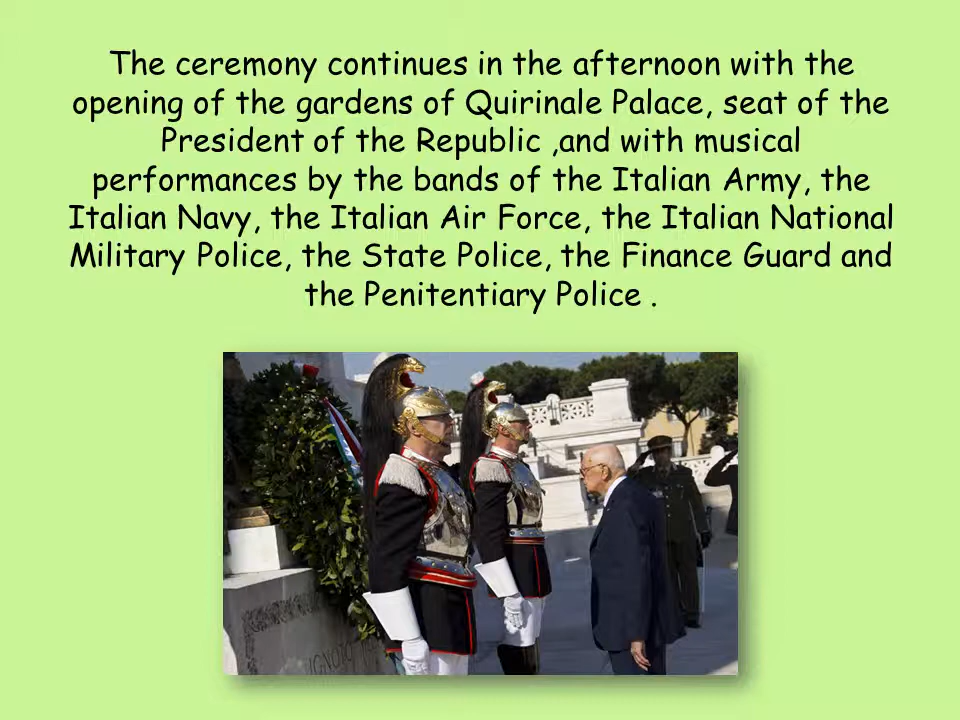 The ceremony continues in the afternoon with the
opening of the gardens of Quirinale Palace, seat of the
President of the Republic ,and with musical
performances by the bands of the Italian Army, the
Italian Navy, the Italian Air Force, the Italian National
Military Police, the State Police, the Finance Guard and
the Penitentiary Police .
IGNOTO